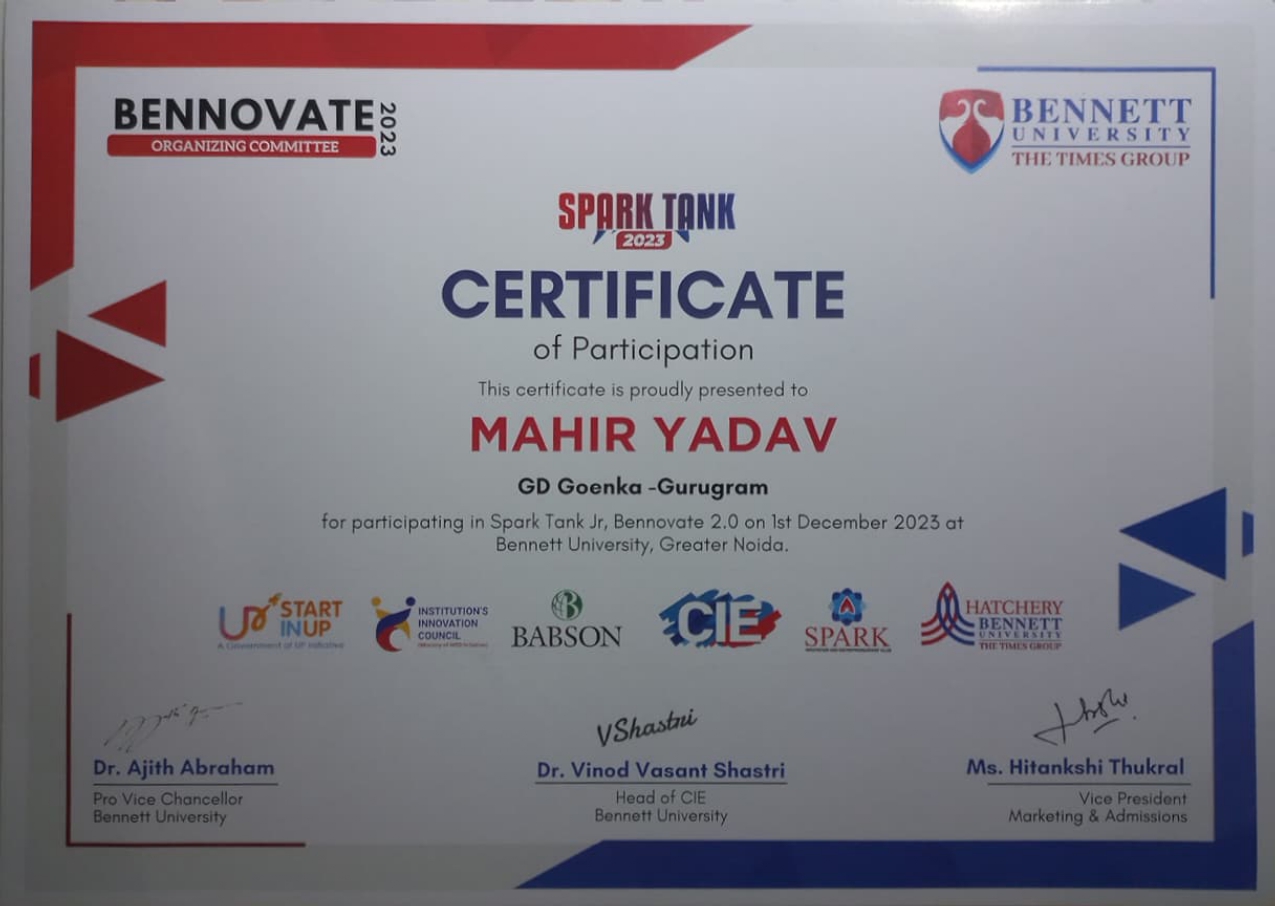 BENNOVATE 2023
ORGANIZING COMMITTEE
BENNETT
UNIVERSITY
THE TIMES GROUP
SPARK TANK
2023
CERTIFICATE
of Participation
This certificate is proudly presented to
MAHIR YADAV
GD Goenka -Gurugram
for participating in Spark Tank Jr, Bennovate 2.0 on 1st December 2023 at
Bennett University, Greater Noida.
UP START
IN UP
A Government of UP Initiative
INSTITUTION'S
INNOVATION
COUNCIL
BABSON
CIE
SPARK
HATCHERY
BENNETT
UNIVERSITY
THE TIMES GROUP
VShastri
Dr. Ajith Abraham
Pro Vice Chancellor
Bennett University
Dr. Vinod Vasant Shastri
Head of CIE
Bennett University
Ms. Hitankshi Thukral
Vice President
Marketing & Admissions